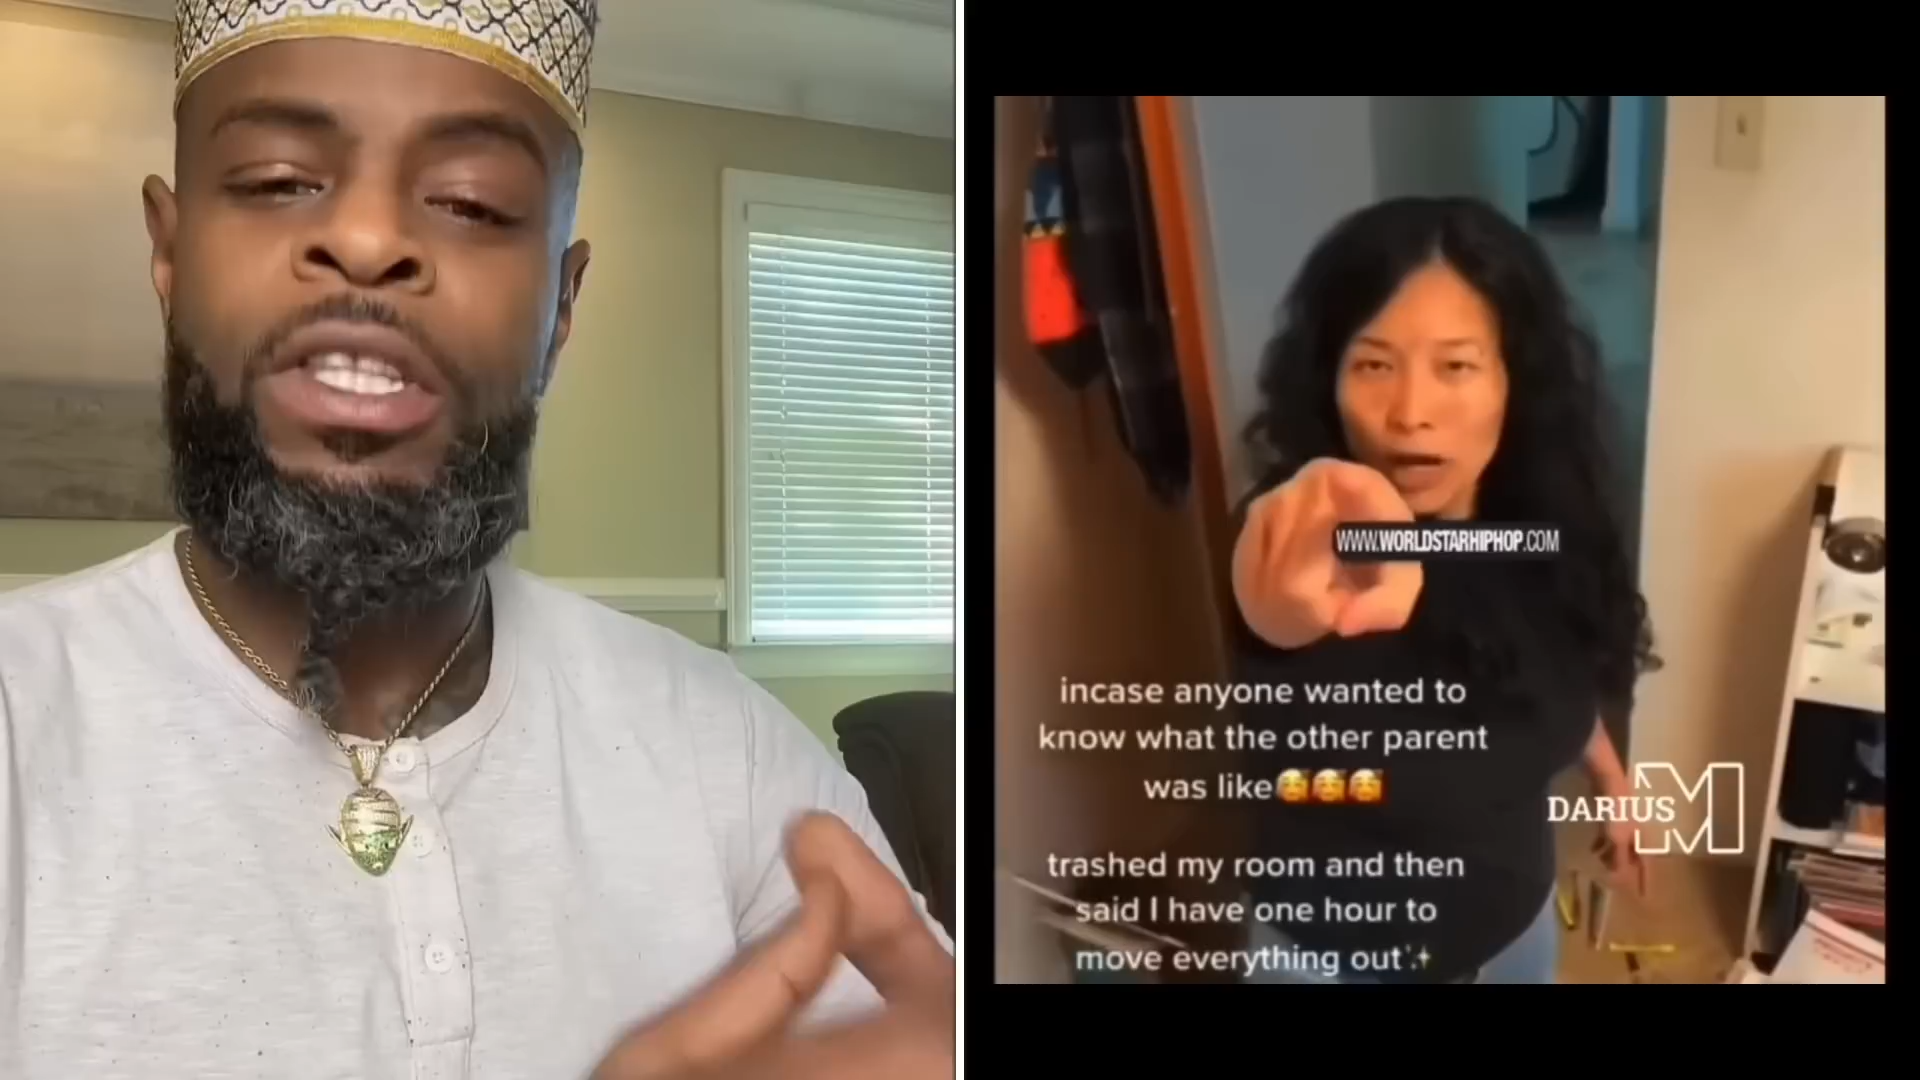 WWW.WORLDSTARHIPHOP.COM
incase anyone wanted to
know what the other parent
was like🥰🥰🥰
DARIUS M
trashed my room and then
said I have one hour to
move everything out✨